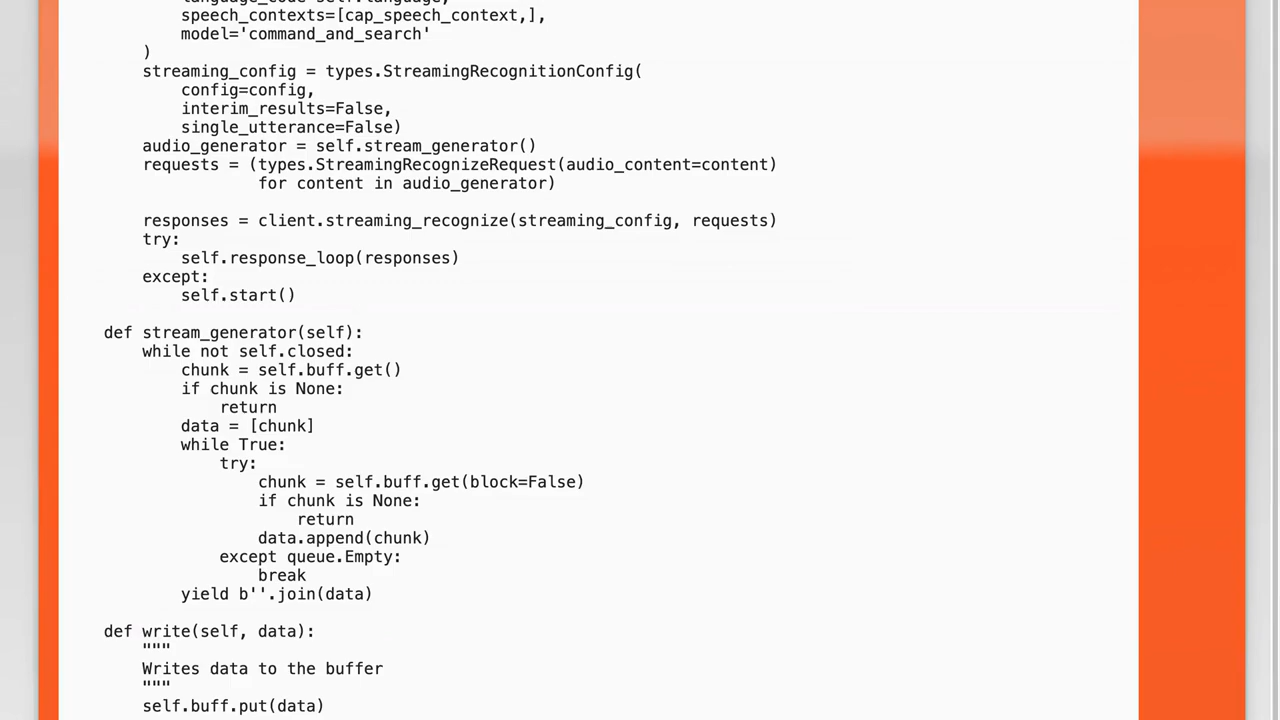 speech_contexts=[cap_speech_context,],
model='command_and_search'
)
streaming_config = types.StreamingRecognitionConfig(
config=config,
interim_results=False,
single_utterance=False)
audio_generator = self.stream_generator()
requests = (types.StreamingRecognizeRequest(audio_content=content)
for content in audio_generator)
responses = client.streaming_recognize(streaming_config, requests)
try:
self.response_loop(responses)
except:
self.start()
def stream_generator(self):
while not self.closed:
chunk = self.buff.get()
if chunk is None:
return
data = [chunk]
while True:
try:
chunk = self.buff.get(block=False)
if chunk is None:
return
data.append(chunk)
except queue.Empty:
break
yield b''.join(data)
def write(self, data):
"""
Writes data to the buffer
"""
self.buff.put(data)